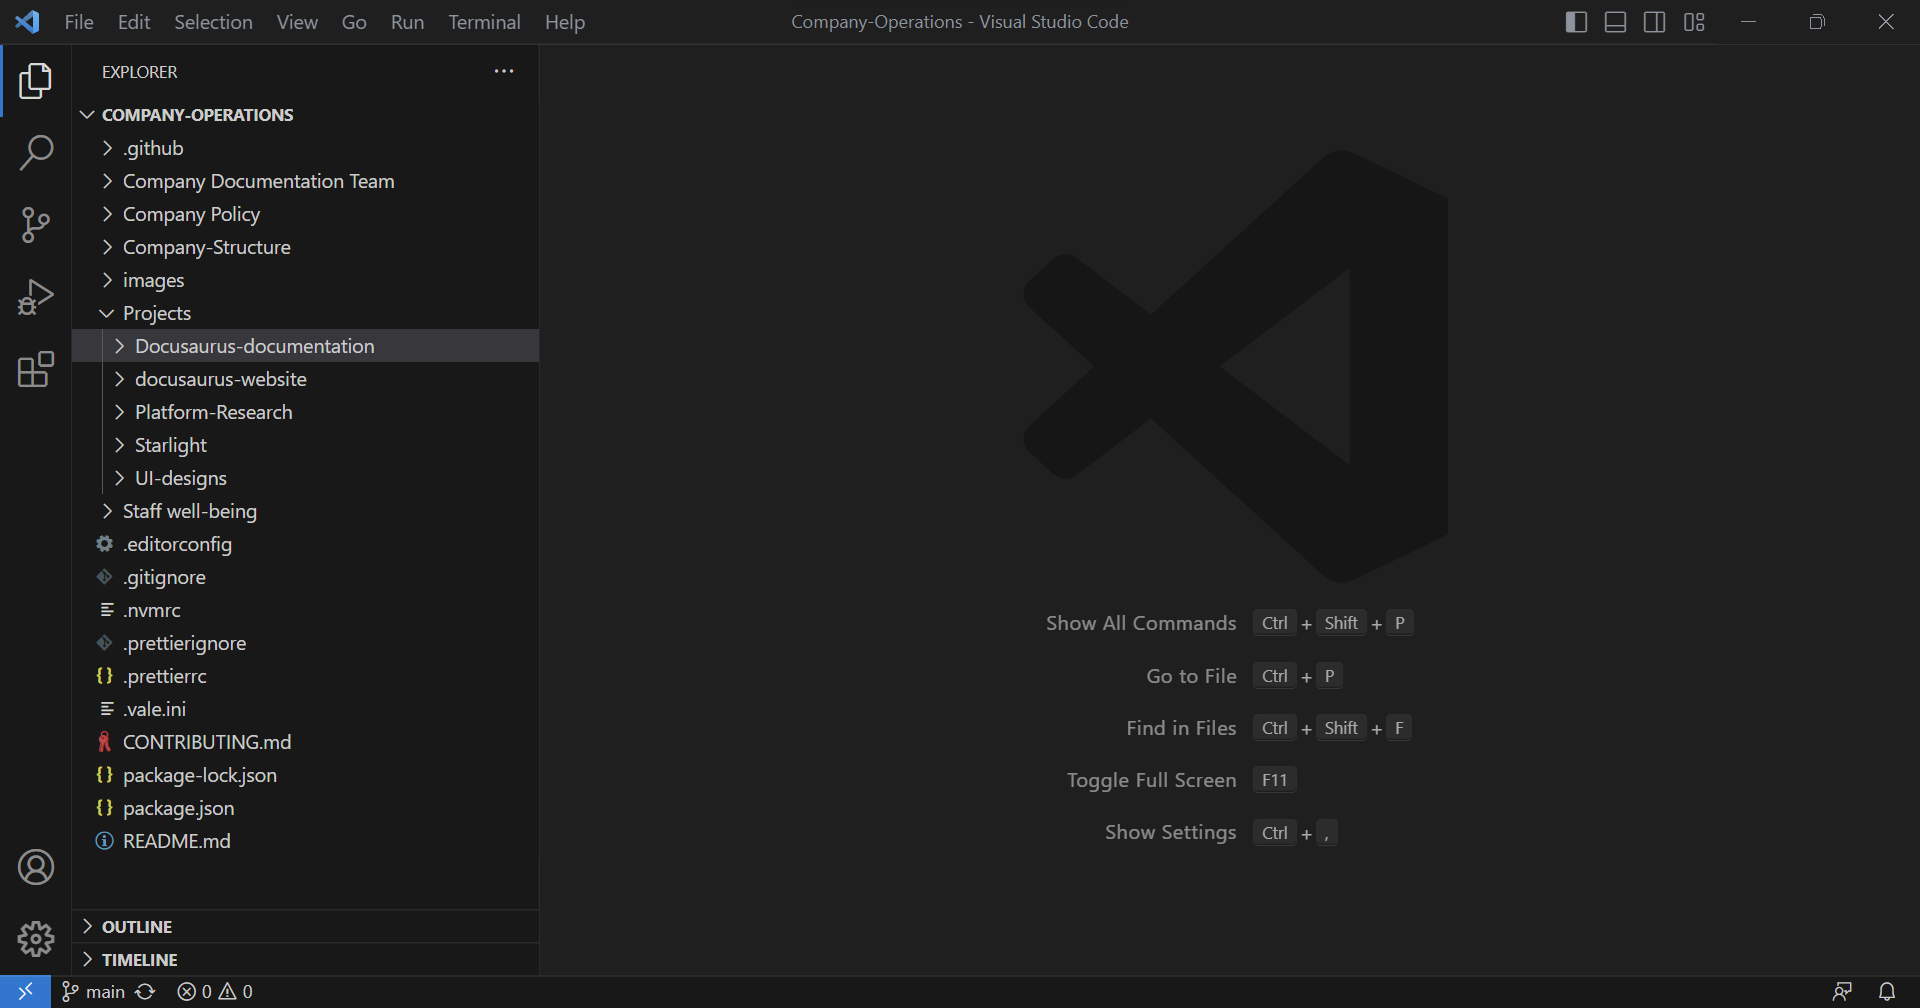 File Edit Selection View Go Run Terminal Help Company-Operations - Visual Studio Code
EXPLORER
COMPANY-OPERATIONS
.github
Company Documentation Team
Company Policy
Company-Structure
images
Projects
Docusaurus-documentation
docusaurus-website
Platform-Research
Starlight
UI-designs
Staff well-being
.editorconfig
.gitignore
.nvmrc
.prettierignore
.prettierrc
.vale.ini
CONTRIBUTING.md
package-lock.json
package.json
README.md
OUTLINE
TIMELINE
Show All Commands Ctrl + Shift + P
Go to File Ctrl + P
Find in Files Ctrl + Shift + F
Toggle Full Screen F11
Show Settings Ctrl + ,
main 0 0